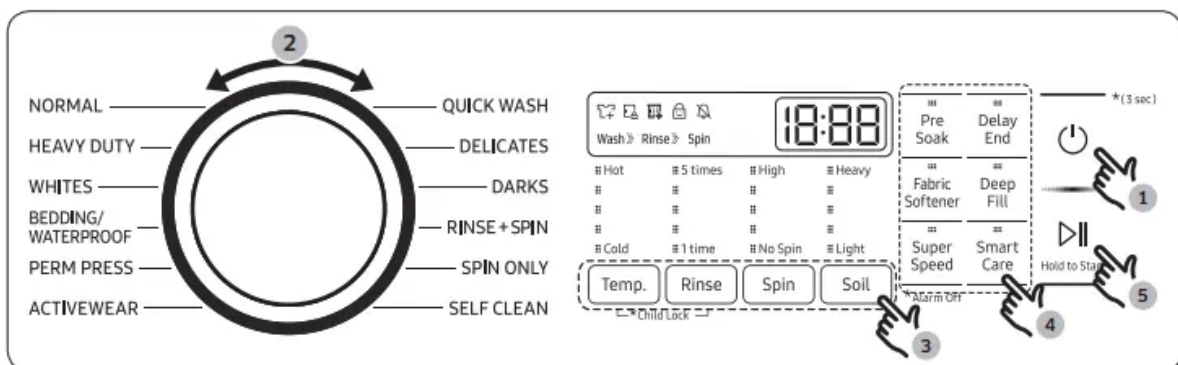 2
NORMAL
HEAVY DUTY
WHITES
BEDDING/
WATERPROOF
PERM PRESS
ACTIVEWEAR
QUICK WASH
DELICATES
DARKS
RINSE + SPIN
SPIN ONLY
SELF CLEAN
18:88
Wash Rinse Spin
Hot 5 times High Heavy
Cold 1 time No Spin Light
Temp. Rinse Spin Soil
*Child Lock
3
Pre Soak
Delay End
Fabric Softener
Deep Fill
Super Speed
Smart Care
*Alarm Off
4
*(3 sec)
1
Hold to Start
5